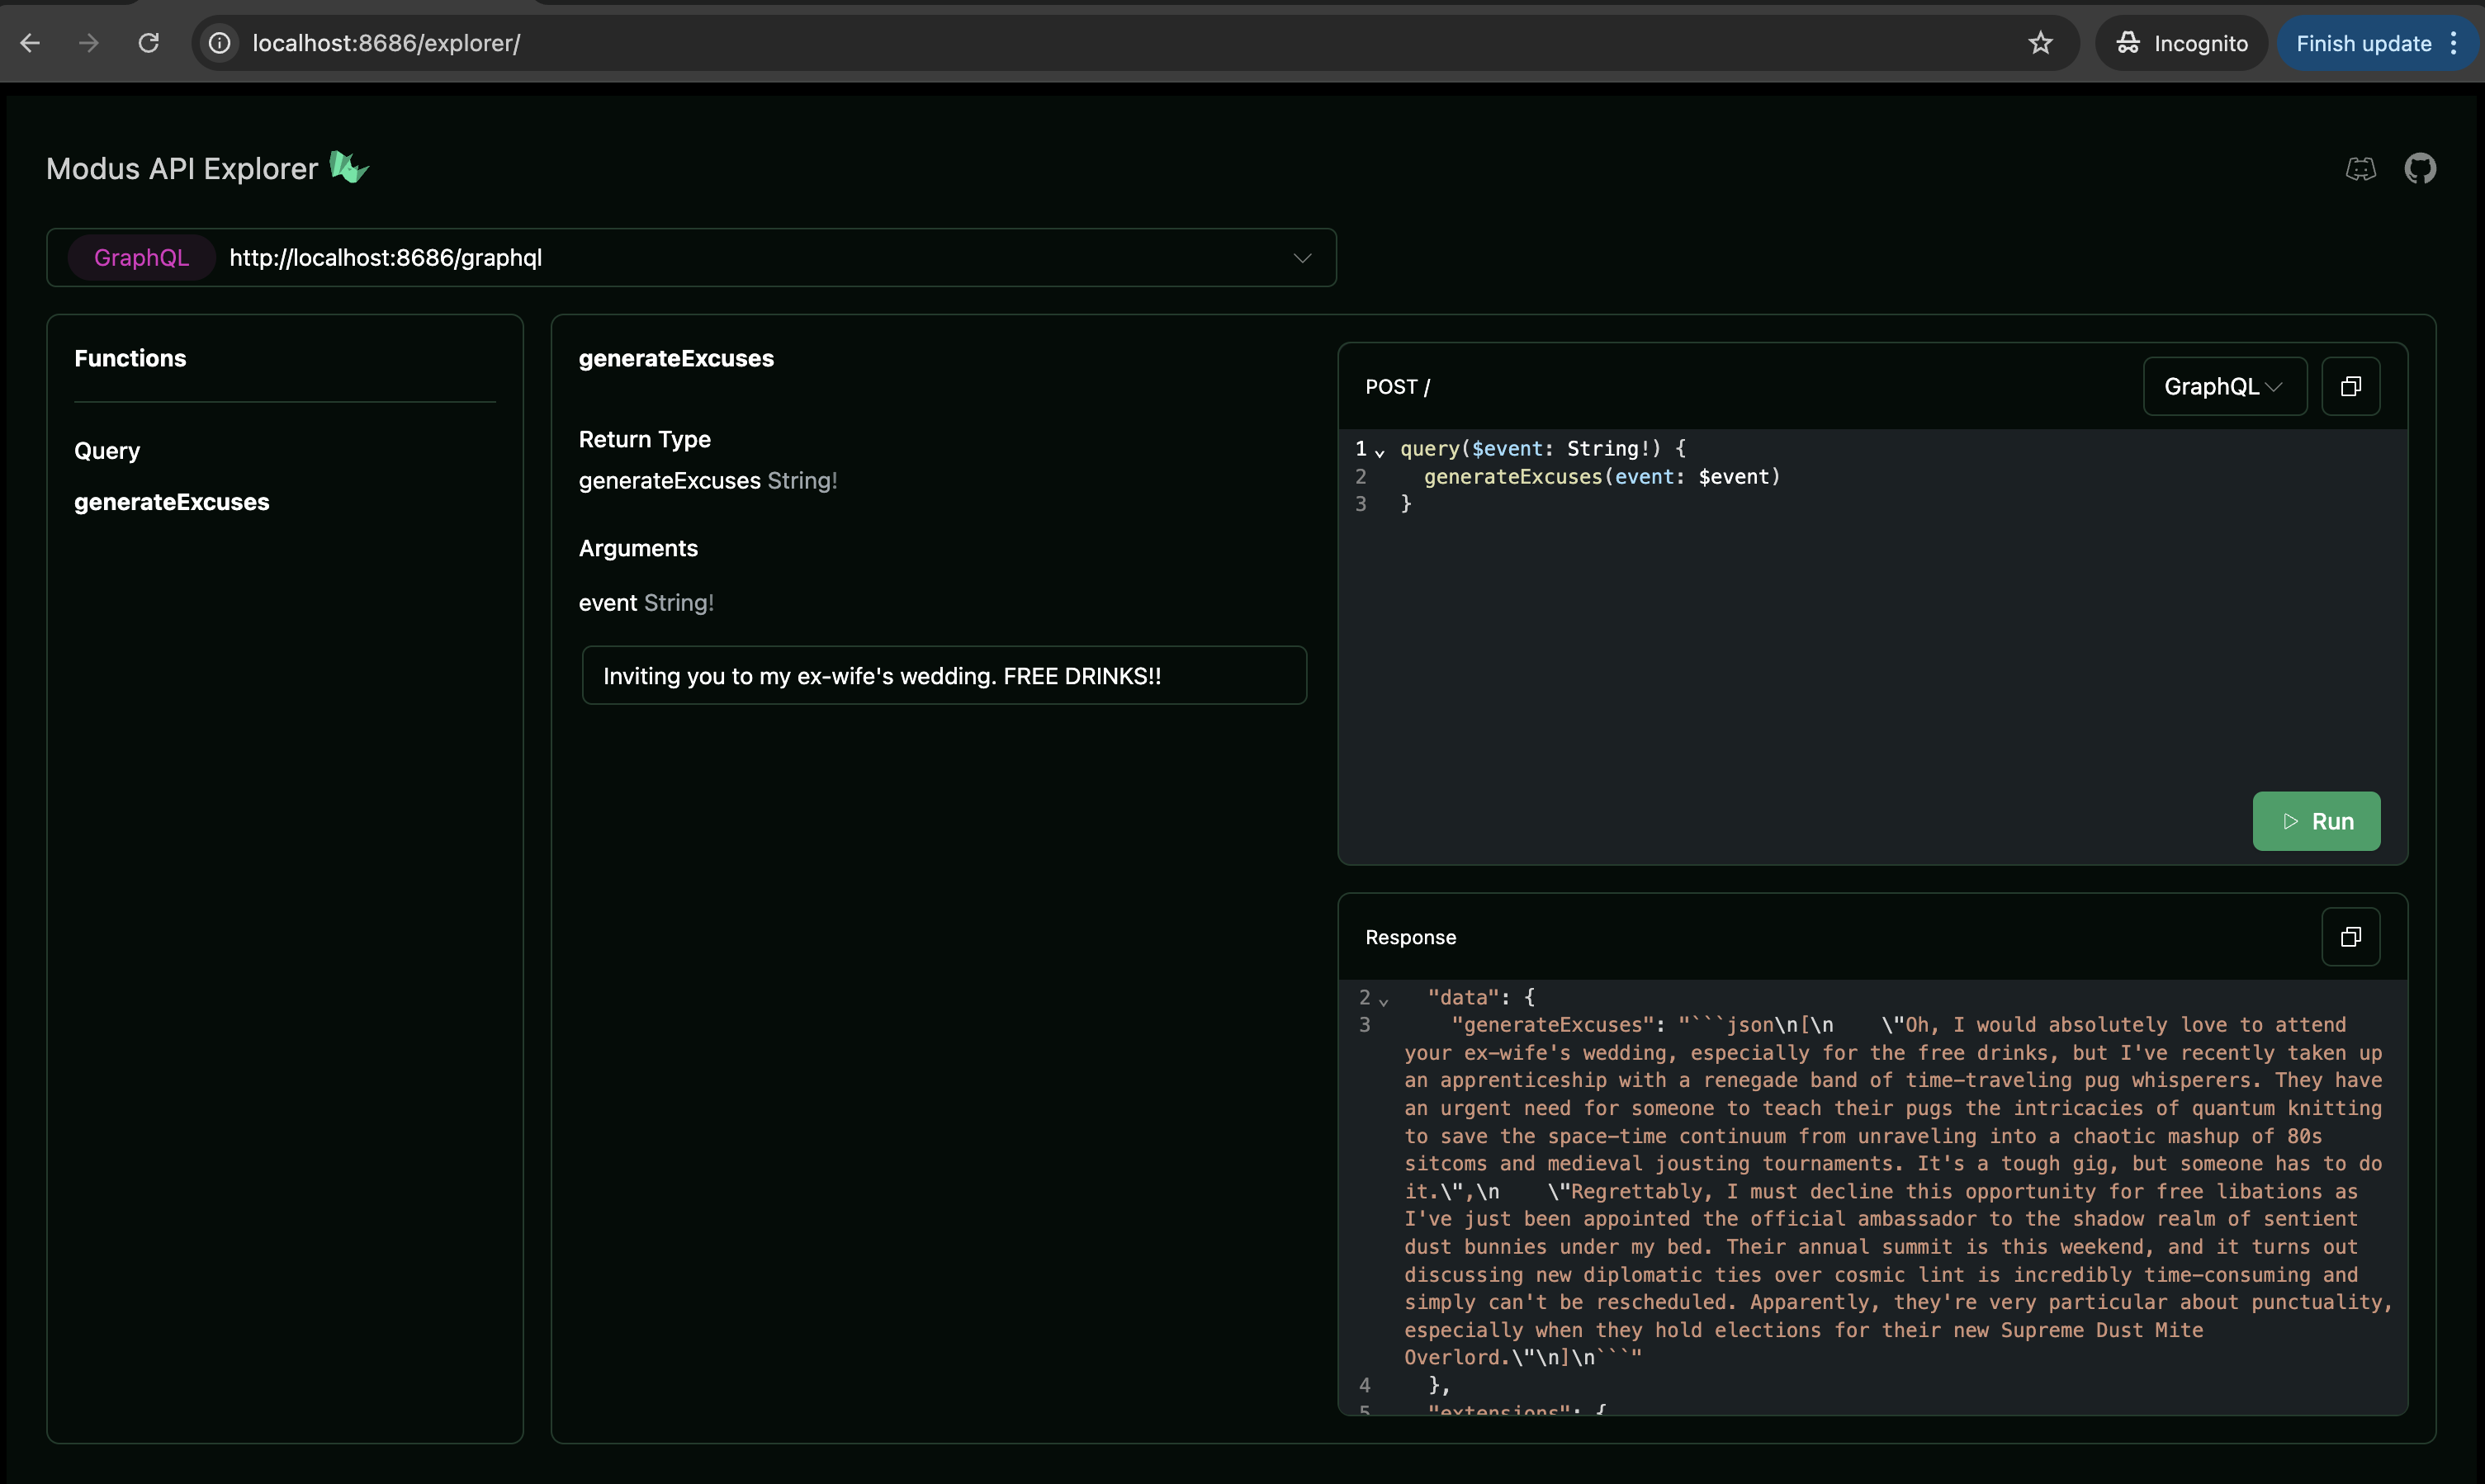 localhost:8686/explorer/
Incognito
Finish update
Modus API Explorer
GraphQL http://localhost:8686/graphql
Functions
Query
generateExcuses
generateExcuses
Return Type
generateExcuses String!
Arguments
event String!
Inviting you to my ex-wife's wedding. FREE DRINKS!!
POST /
GraphQL
1 query($event: String!) {
2 generateExcuses(event: $event)
3 }
Run
Response
2 "data": {
3 "generateExcuses": "```json\n[\n    \"Oh, I would absolutely love to attend
your ex-wife's wedding, especially for the free drinks, but I've recently taken up
an apprenticeship with a renegade band of time-traveling pug whisperers. They have
an urgent need for someone to teach their pugs the intricacies of quantum knitting
to save the space-time continuum from unraveling into a chaotic mashup of 80s
sitcoms and medieval jousting tournaments. It's a tough gig, but someone has to do
it.\",\n    \"Regrettably, I must decline this opportunity for free libations as
I've just been appointed the official ambassador to the shadow realm of sentient
dust bunnies under my bed. Their annual summit is this weekend, and it turns out
discussing new diplomatic ties over cosmic lint is incredibly time-consuming and
simply can't be rescheduled. Apparently, they're very particular about punctuality,
especially when they hold elections for their new Supreme Dust Mite
Overlord.\"\n]\n```"
4 },
5 "extensions": {